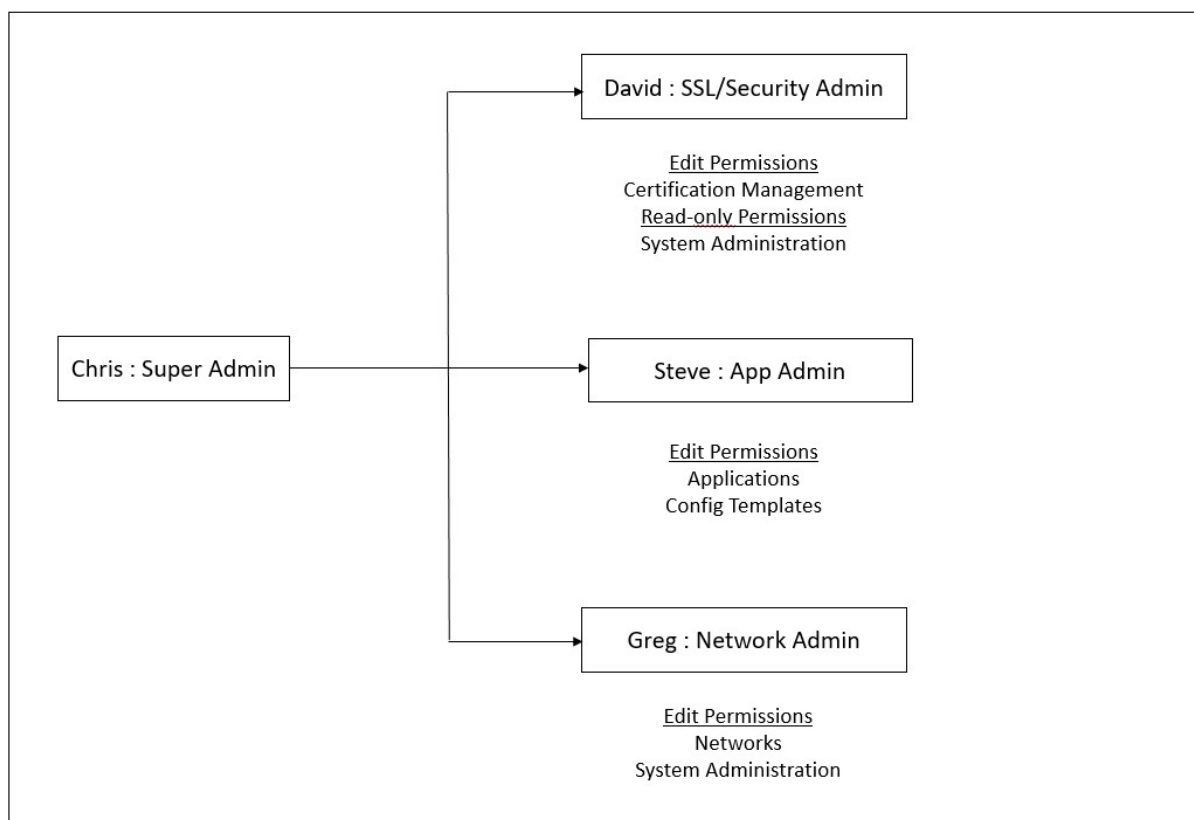 David : SSL/Security Admin
Edit Permissions
Certification Management
Read-only Permissions
System Administration
Chris : Super Admin
Steve : App Admin
Edit Permissions
Applications
Config Templates
Greg : Network Admin
Edit Permissions
Networks
System Administration